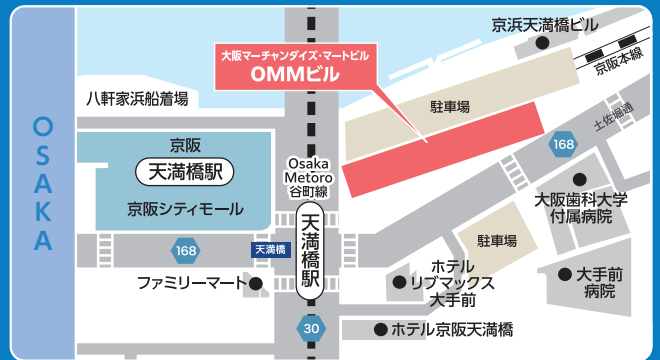 OSAKA
京浜天満橋ビル
京阪本線
大阪マーチャンダイズ・マートビル
OMMビル
八軒家浜船着場
駐車場
土佐堀通
168
京阪
天満橋駅
京阪シティモール
Osaka
Metoro
谷町線
大阪歯科大学
付属病院
168
天満橋
天満橋駅
駐車場
ファミリーマート
ホテル
リブマックス
大手前
大手前
病院
30
ホテル京阪天満橋